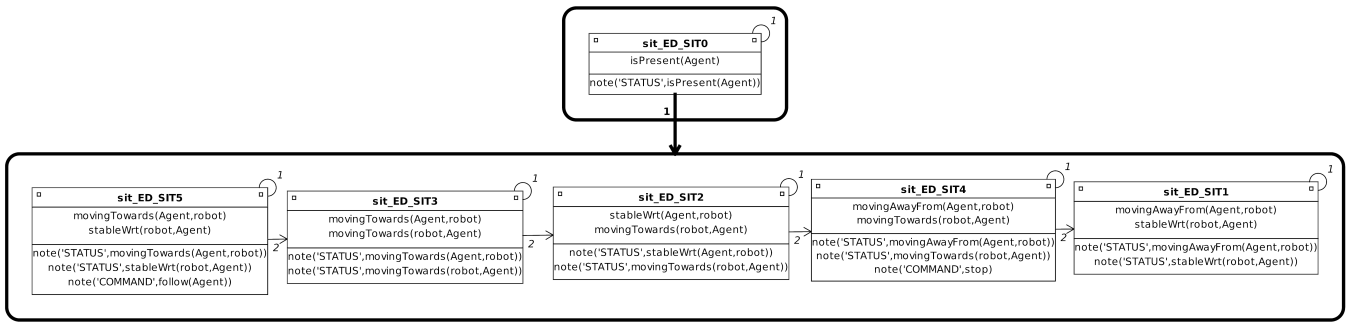 1
sit_ED_SIT0
isPresent(Agent)
note('STATUS',isPresent(Agent))
1
1
sit_ED_SIT5
movingTowards(Agent,robot)
stableWrt(robot,Agent)
note('STATUS',movingTowards(Agent,robot))
note('STATUS',stableWrt(robot,Agent))
note('COMMAND',follow(Agent))
2
1
sit_ED_SIT3
movingTowards(Agent,robot)
movingTowards(robot,Agent)
note('STATUS',movingTowards(Agent,robot))
note('STATUS',movingTowards(robot,Agent))
2
1
sit_ED_SIT2
stableWrt(Agent,robot)
movingTowards(robot,Agent)
note('STATUS',stableWrt(Agent,robot))
note('STATUS',movingTowards(robot,Agent))
2
1
sit_ED_SIT4
movingAwayFrom(Agent,robot)
movingTowards(robot,Agent)
note('STATUS',movingAwayFrom(Agent,robot))
note('STATUS',movingTowards(robot,Agent))
note('COMMAND',stop)
2
1
sit_ED_SIT1
movingAwayFrom(Agent,robot)
stableWrt(robot,Agent)
note('STATUS',movingAwayFrom(Agent,robot))
note('STATUS',stableWrt(robot,Agent))